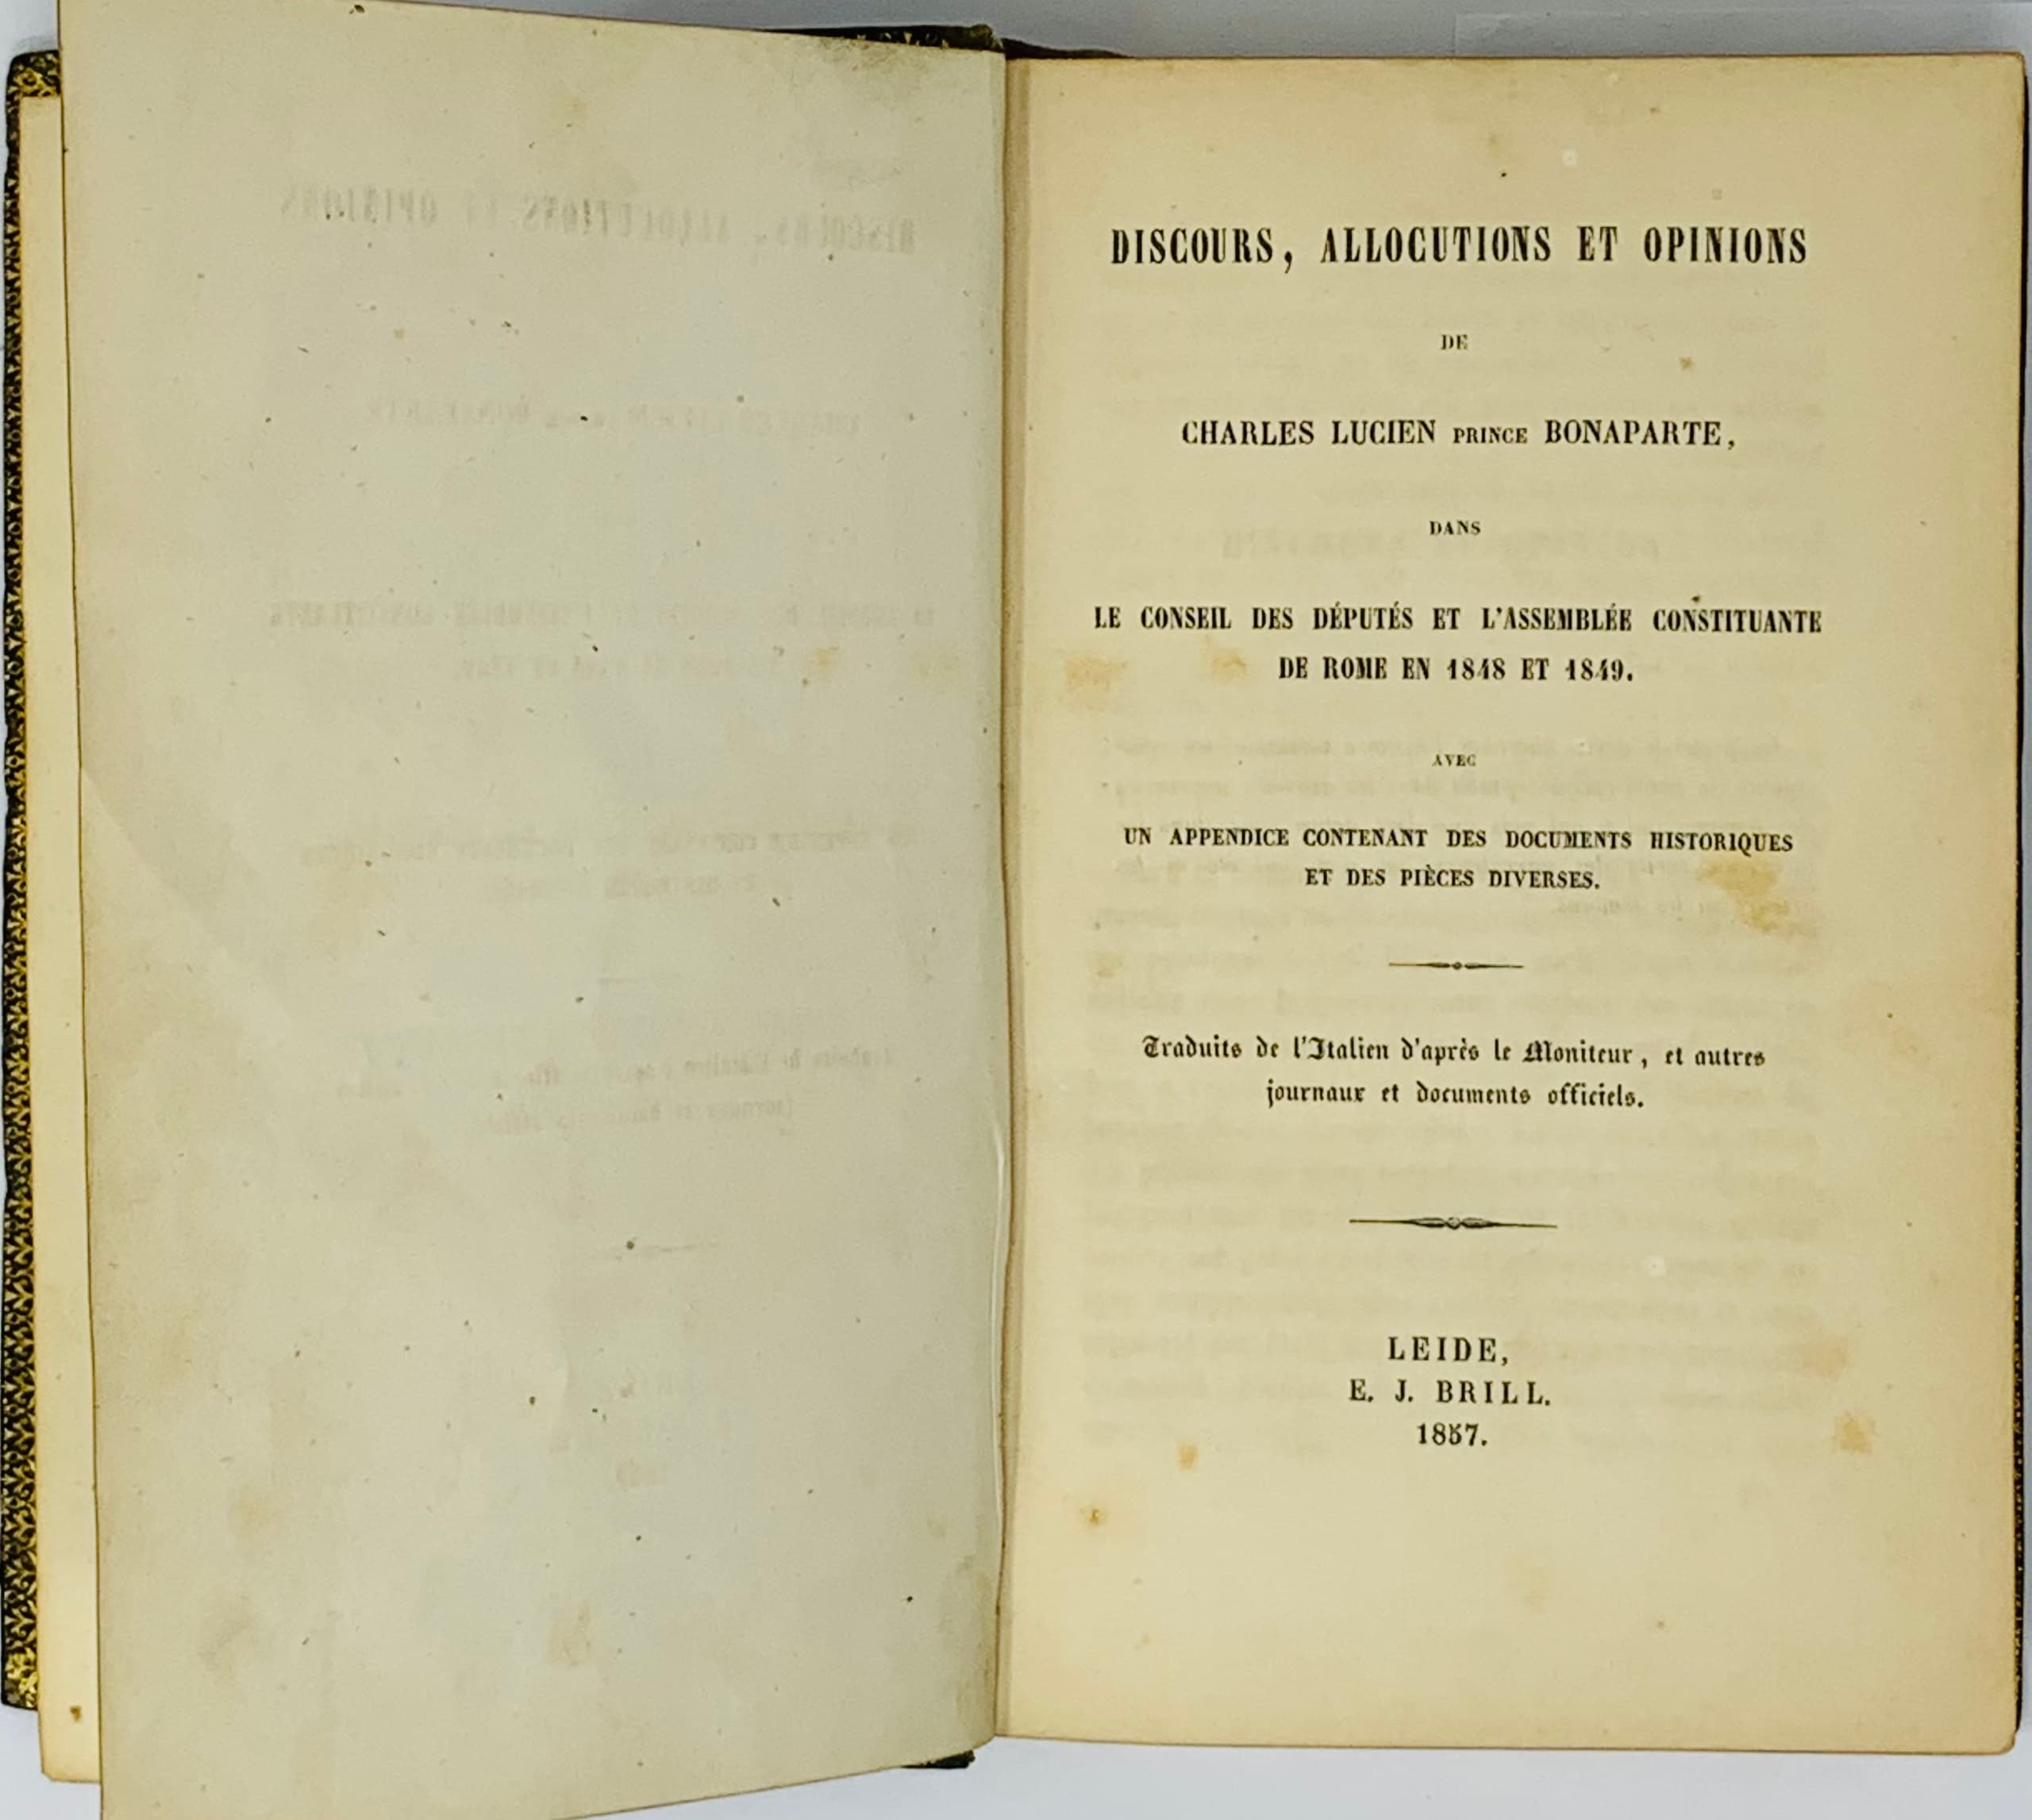 DISCOURS, ALLOCUTIONS ET OPINIONS
DE
CHARLES LUCIEN PRINCE BONAPARTE,
DANS
LE CONSEIL DES DÉPUTÉS ET L'ASSEMBLÉE CONSTITUANTE
DE ROME EN 1848 ET 1849.
AVEC
UN APPENDICE CONTENANT DES DOCUMENTS HISTORIQUES
ET DES PIÈCES DIVERSES.
Traduits de l'Italien d'après le Moniteur, et autres
journaux et documents officiels.
LEIDE,
E. J. BRILL.
1857.